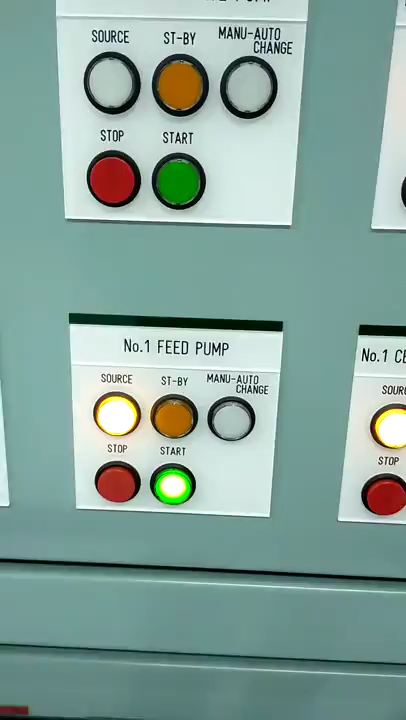 SOURCE ST-BY MANU-AUTO
CHANGE
STOP START
No.1 FEED PUMP
SOURCE ST-BY MANU-AUTO
CHANGE
STOP START
No.1
STOP